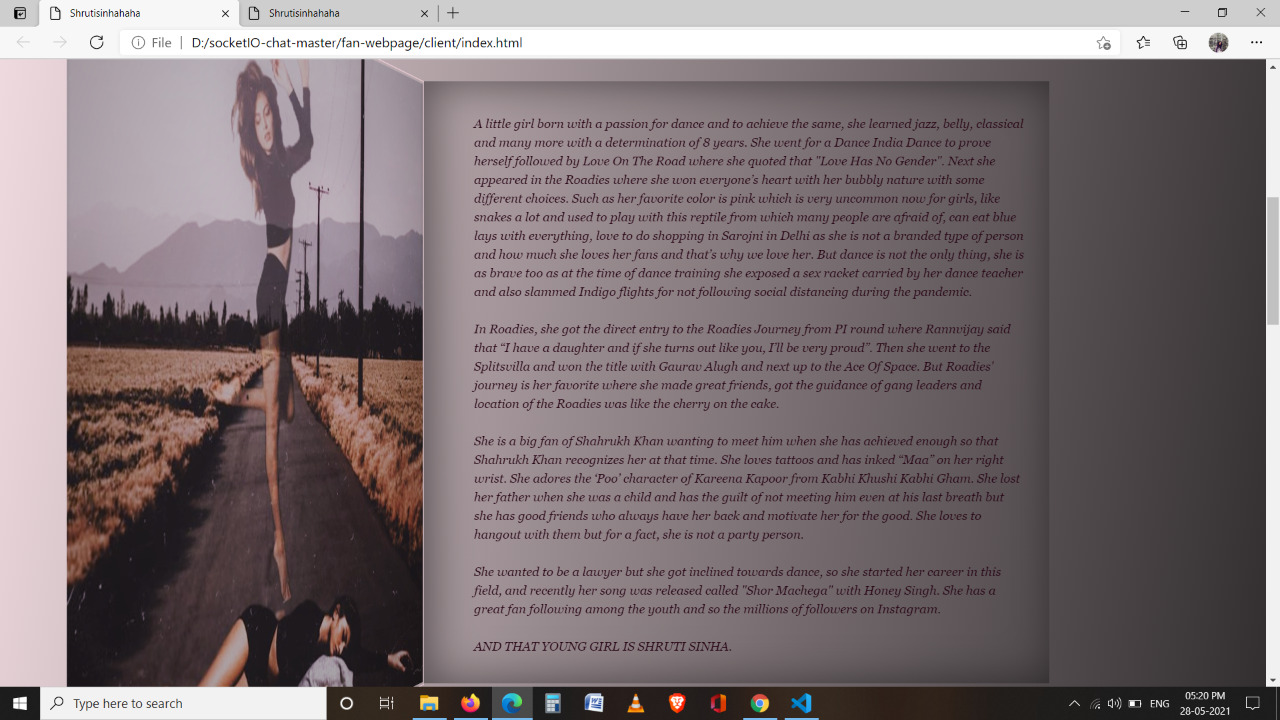 Shrutisinhahaha
Shrutisinhahaha
File | D:/socketIO-chat-master/fan-webpage/client/index.html
A little girl born with a passion for dance and to achieve the same, she learned jazz, belly, classical
and many more with a determination of 8 years. She went for a Dance India Dance to prove
herself followed by Love On The Road where she quoted that "Love Has No Gender". Next she
appeared in the Roadies where she won everyone's heart with her bubbly nature with some
different choices. Such as her favorite color is pink which is very uncommon now for girls, like
snakes a lot and used to play with this reptile from which many people are afraid of, can eat blue
lays with everything, love to do shopping in Sarojni in Delhi as she is not a branded type of person
and how much she loves her fans and that's why we love her. But dance is not the only thing, she is
as brave too as at the time of dance training she exposed a sex racket carried by her dance teacher
and also slammed Indigo flights for not following social distancing during the pandemic.
In Roadies, she got the direct entry to the Roadies Journey from PI round where Rannvijay said
that “I have a daughter and if she turns out like you, I'll be very proud”. Then she went to the
Splitsvilla and won the title with Gaurav Alugh and next up to the Ace Of Space. But Roadies'
journey is her favorite where she made great friends, got the guidance of gang leaders and
location of the Roadies was like the cherry on the cake.
She is a big fan of Shahrukh Khan wanting to meet him when she has achieved enough so that
Shahrukh Khan recognizes her at that time. She loves tattoos and has inked “Maa” on her right
wrist. She adores the ‘Poo’ character of Kareena Kapoor from Kabhi Khushi Kabhi Gham. She lost
her father when she was a child and has the guilt of not meeting him even at his last breath but
she has good friends who always have her back and motivate her for the good. She loves to
hangout with them but for a fact, she is not a party person.
She wanted to be a lawyer but she got inclined towards dance, so she started her career in this
field, and recently her song was released called "Shor Machega" with Honey Singh. She has a
great fan following among the youth and so the millions of followers on Instagram.
AND THAT YOUNG GIRL IS SHRUTI SINHA.
Type here to search
ENG
05:20 PM
28-05-2021